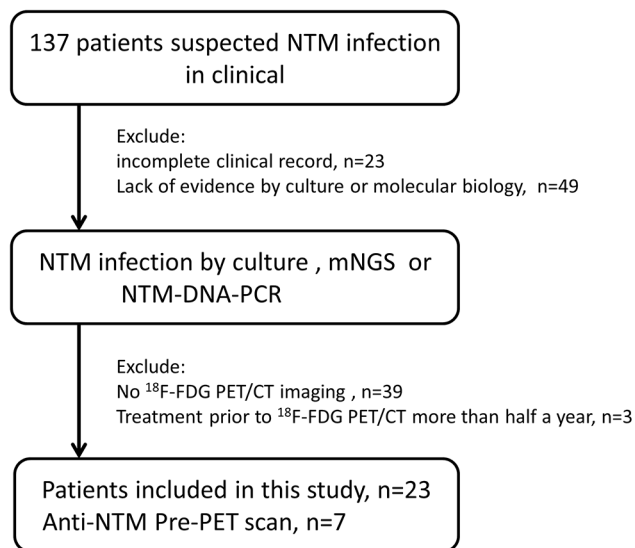 137 patients suspected NTM infection
in clinical
Exclude:
incomplete clinical record, n=23
Lack of evidence by culture or molecular biology,  n=49
NTM infection by culture , mNGS  or
NTM-DNA-PCR
Exclude:
No ¹⁸F-FDG PET/CT imaging , n=39
Treatment prior to ¹⁸F-FDG PET/CT more than half a year, n=3
Patients included in this study, n=23
Anti-NTM Pre-PET scan, n=7